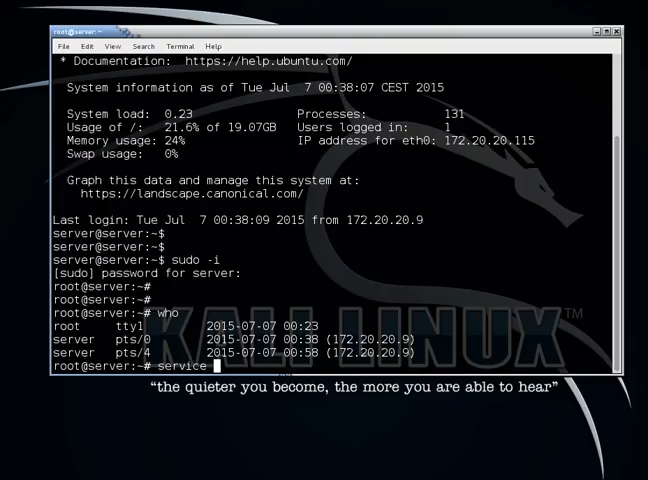 root@server: ~
File Edit View Search Terminal Help
* Documentation: https://help.ubuntu.com/
System information as of Tue Jul 7 00:38:07 CEST 2015
System load: 0.23 Processes: 131
Usage of /: 21.6% of 19.07GB Users logged in: 1
Memory usage: 24% IP address for eth0: 172.20.20.115
Swap usage: 0%
Graph this data and manage this system at:
https://landscape.canonical.com/
Last login: Tue Jul 7 00:38:09 2015 from 172.20.20.9
server@server:~$
server@server:~$
server@server:~$ sudo -i
[sudo] password for server:
root@server:~#
root@server:~#
root@server:~# who
root tty1 2015-07-07 00:23
server pts/0 2015-07-07 00:38 (172.20.20.9)
server pts/4 2015-07-07 00:58 (172.20.20.9)
root@server:~# service
KALI LINUX™
“the quieter you become, the more you are able to hear”